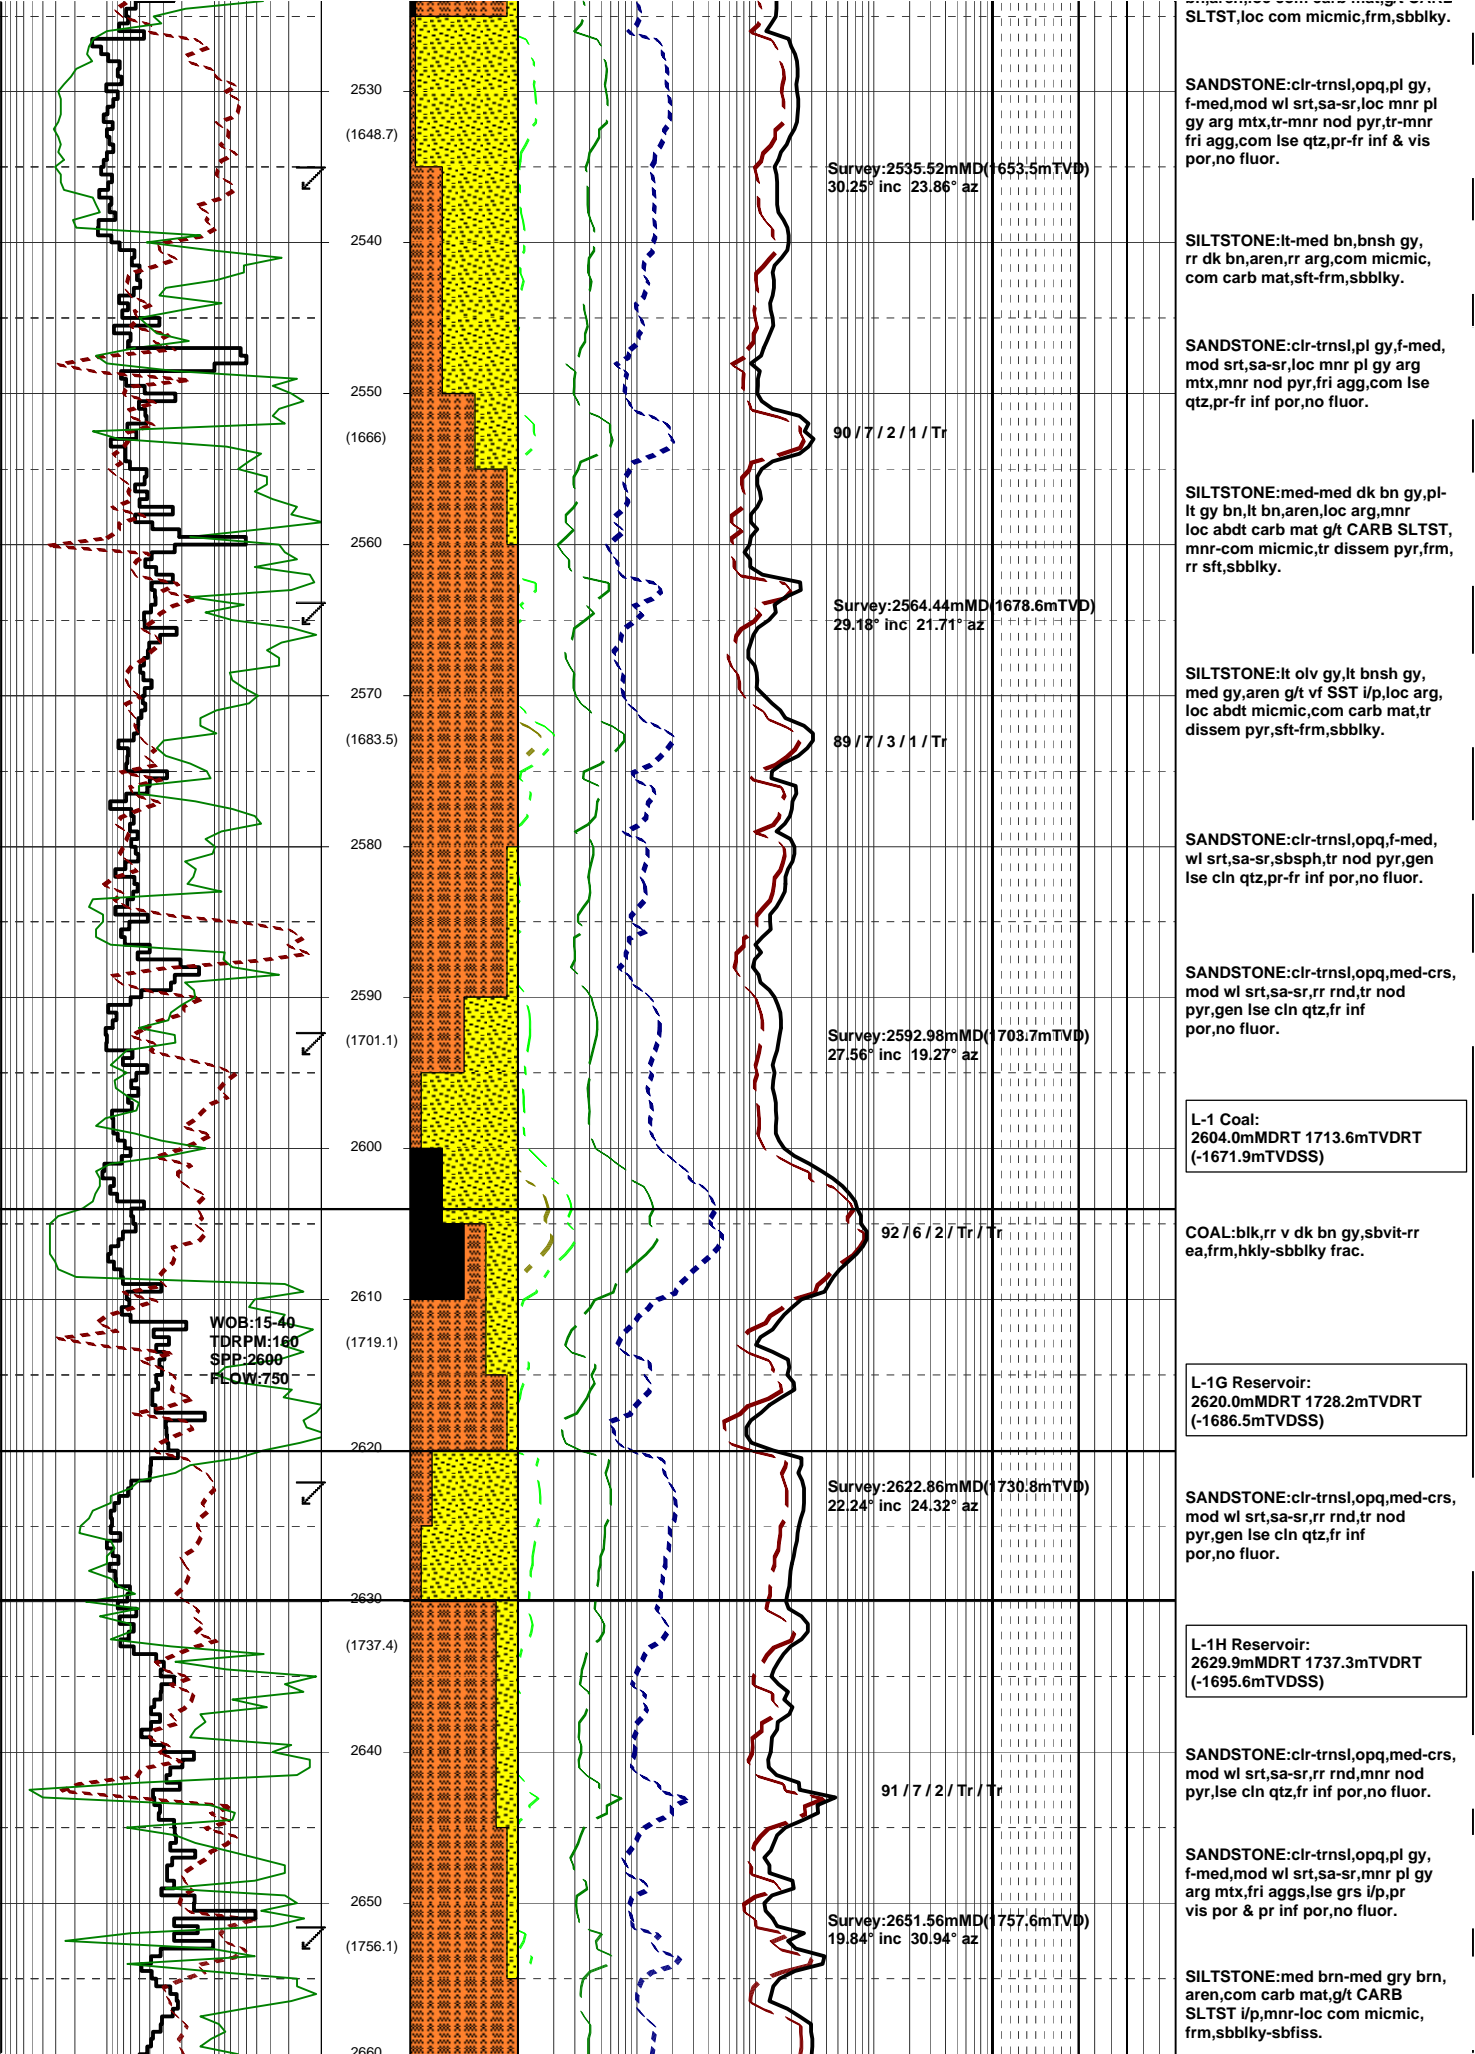 SLTST,loc com micmic,frm,sbblky.
SANDSTONE:clr-trnsl,opq,pl gy,
f-med,mod wl srt,sa-sr,loc mnr pl
gy arg mtx,tr-mnr nod pyr,tr-mnr
fri agg,com lse qtz,pr-fr inf & vis
por,no fluor.
SILTSTONE:lt-med bn,bnsh gy,
rr dk bn,aren,rr arg,com micmic,
com carb mat,sft-frm,sbblky.
SANDSTONE:clr-trnsl,pl gy,f-med,
mod srt,sa-sr,loc mnr pl gy arg
mtx,mnr nod pyr,fri agg,com lse
qtz,pr-fr inf por,no fluor.
SILTSTONE:med-med dk bn gy,pl-
lt gy bn,lt bn,aren,loc arg,mnr
loc abdt carb mat g/t CARB SLTST,
mnr-com micmic,tr dissem pyr,frm,
rr sft,sbblky.
SILTSTONE:lt olv gy,lt bnsh gy,
med gy,aren g/t vf SST i/p,loc arg,
loc abdt micmic,com carb mat,tr
dissem pyr,sft-frm,sbblky.
SANDSTONE:clr-trnsl,opq,f-med,
wl srt,sa-sr,sbsph,tr nod pyr,gen
lse cln qtz,pr-fr inf por,no fluor.
SANDSTONE:clr-trnsl,opq,med-crs,
mod wl srt,sa-sr,rr rnd,tr nod
pyr,gen lse cln qtz,fr inf
por,no fluor.
L-1 Coal:
2604.0mMDRT 1713.6mTVDRT
(-1671.9mTVDSS)
COAL:blk,rr v dk bn gy,sbvit-rr
ea,frm,hkly-sbblky frac.
L-1G Reservoir:
2620.0mMDRT 1728.2mTVDRT
(-1686.5mTVDSS)
SANDSTONE:clr-trnsl,opq,med-crs,
mod wl srt,sa-sr,rr rnd,tr nod
pyr,gen lse cln qtz,fr inf
por,no fluor.
L-1H Reservoir:
2629.9mMDRT 1737.3mTVDRT
(-1695.6mTVDSS)
SANDSTONE:clr-trnsl,opq,med-crs,
mod wl srt,sa-sr,rr rnd,mnr nod
pyr,lse cln qtz,fr inf por,no fluor.
SANDSTONE:clr-trnsl,opq,pl gy,
f-med,mod wl srt,sa-sr,mnr pl gy
arg mtx,fri aggs,lse grs i/p,pr
vis por & pr inf por,no fluor.
SILTSTONE:med brn-med gry brn,
aren,com carb mat,g/t CARB
SLTST i/p,mnr-loc com micmic,
frm,sbblky-sbfiss.
2530
(1648.7)
2540
2550
(1666)
2560
2570
(1683.5)
2580
2590
(1701.1)
2600
2610
(1719.1)
2620
2630
(1737.4)
2640
2650
(1756.1)
2660
WOB:15-40
TDRPM:160
SPP:2600
FLOW:750
Survey:2535.52mMD(1653.5mTVD)
30.25° inc 23.86° az
90 / 7 / 2 / 1 / Tr
Survey:2564.44mMD(1678.6mTVD)
29.18° inc 21.71° az
89 / 7 / 3 / 1 / Tr
Survey:2592.98mMD(1703.7mTVD)
27.56° inc 19.27° az
92 / 6 / 2 / Tr / Tr
Survey:2622.86mMD(1730.8mTVD)
22.24° inc 24.32° az
91 / 7 / 2 / Tr / Tr
Survey:2651.56mMD(1757.6mTVD)
19.84° inc 30.94° az